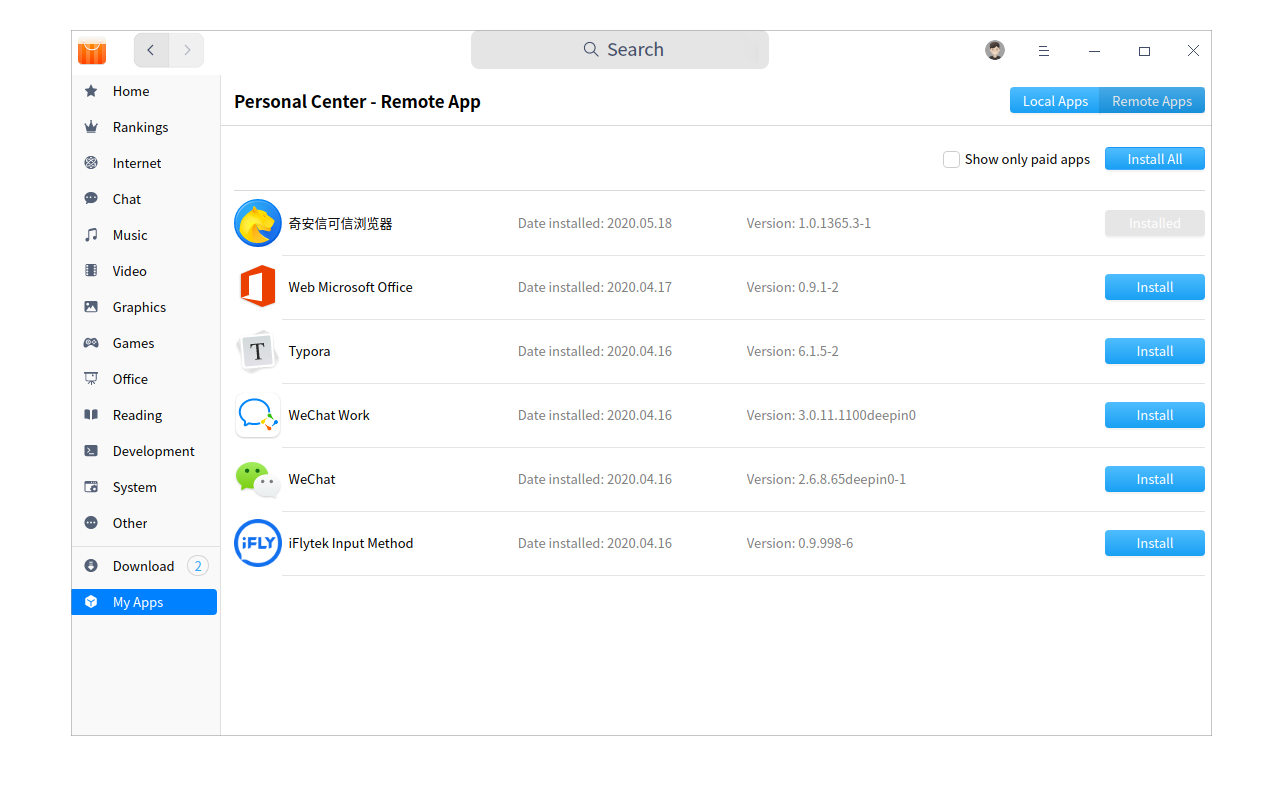 Search
Home
Rankings
Internet
Chat
Music
Video
Graphics
Games
Office
Reading
Development
System
Other
Download 2
My Apps
Personal Center - Remote App
Local Apps Remote Apps
Show only paid apps Install All
奇安信可信浏览器 Date installed: 2020.05.18 Version: 1.0.1365.3-1 Installed
Web Microsoft Office Date installed: 2020.04.17 Version: 0.9.1-2 Install
T Typora Date installed: 2020.04.16 Version: 6.1.5-2 Install
WeChat Work Date installed: 2020.04.16 Version: 3.0.11.1100deepin0 Install
WeChat Date installed: 2020.04.16 Version: 2.6.8.65deepin0-1 Install
iFLY iFlytek Input Method Date installed: 2020.04.16 Version: 0.9.998-6 Install